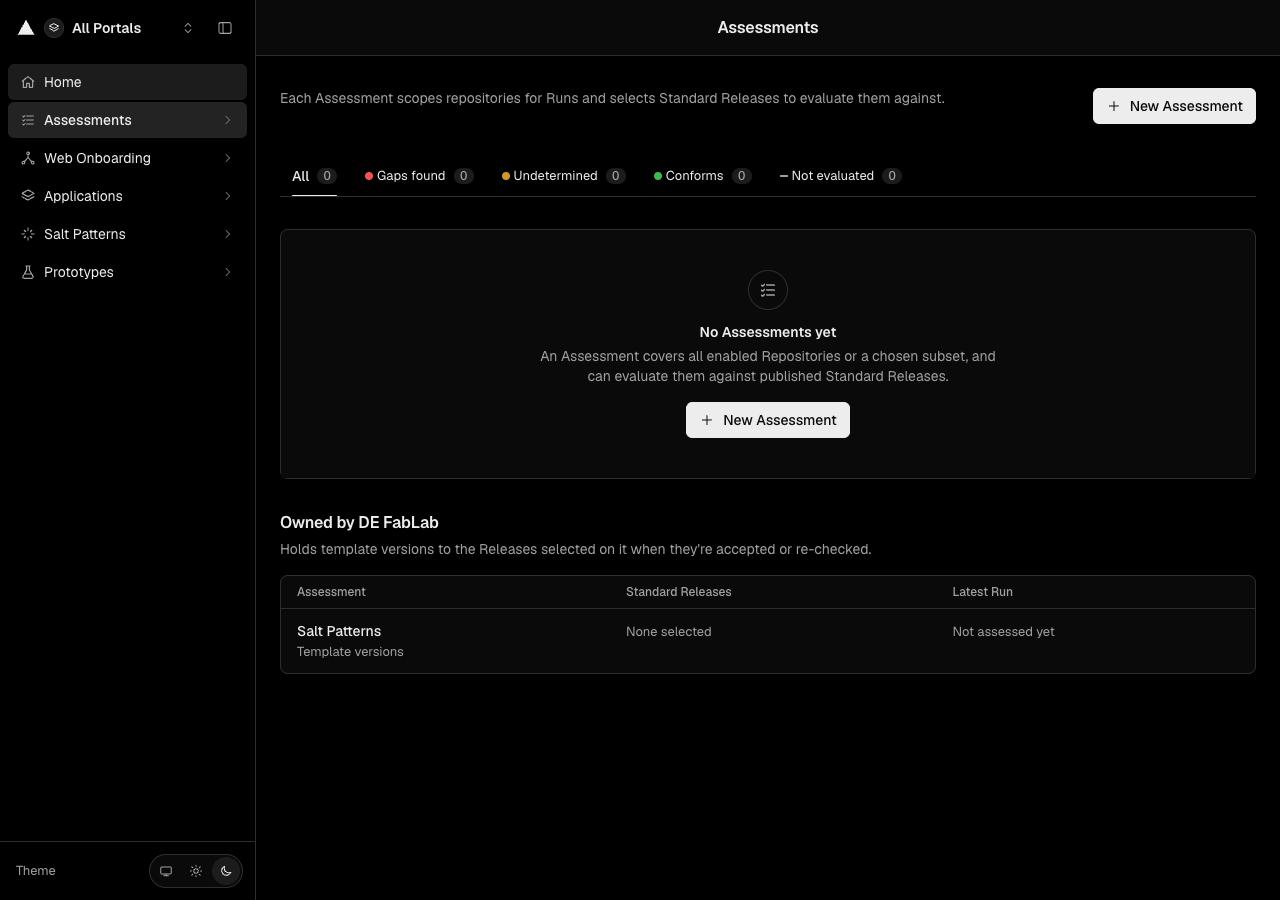 All Portals
Home
Assessments
Web Onboarding
Applications
Salt Patterns
Prototypes
Theme
Assessments
Each Assessment scopes repositories for Runs and selects Standard Releases to evaluate them against.
New Assessment
All 0 Gaps found 0 Undetermined 0 Conforms 0 Not evaluated 0
No Assessments yet
An Assessment covers all enabled Repositories or a chosen subset, and
can evaluate them against published Standard Releases.
New Assessment
Owned by DE FabLab
Holds template versions to the Releases selected on it when they're accepted or re-checked.
Assessment Standard Releases Latest Run
Salt Patterns None selected Not assessed yet
Template versions